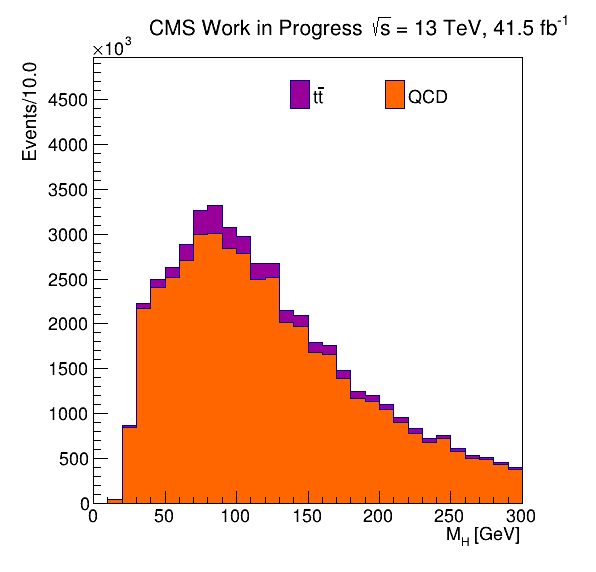 CMS Work in Progress √s = 13 TeV, 41.5 fb⁻¹
×10³
Events/10.0
tt̄
QCD
4500
4000
3500
3000
2500
2000
1500
1000
500
0
0 50 100 150 200 250 300
M_H [GeV]